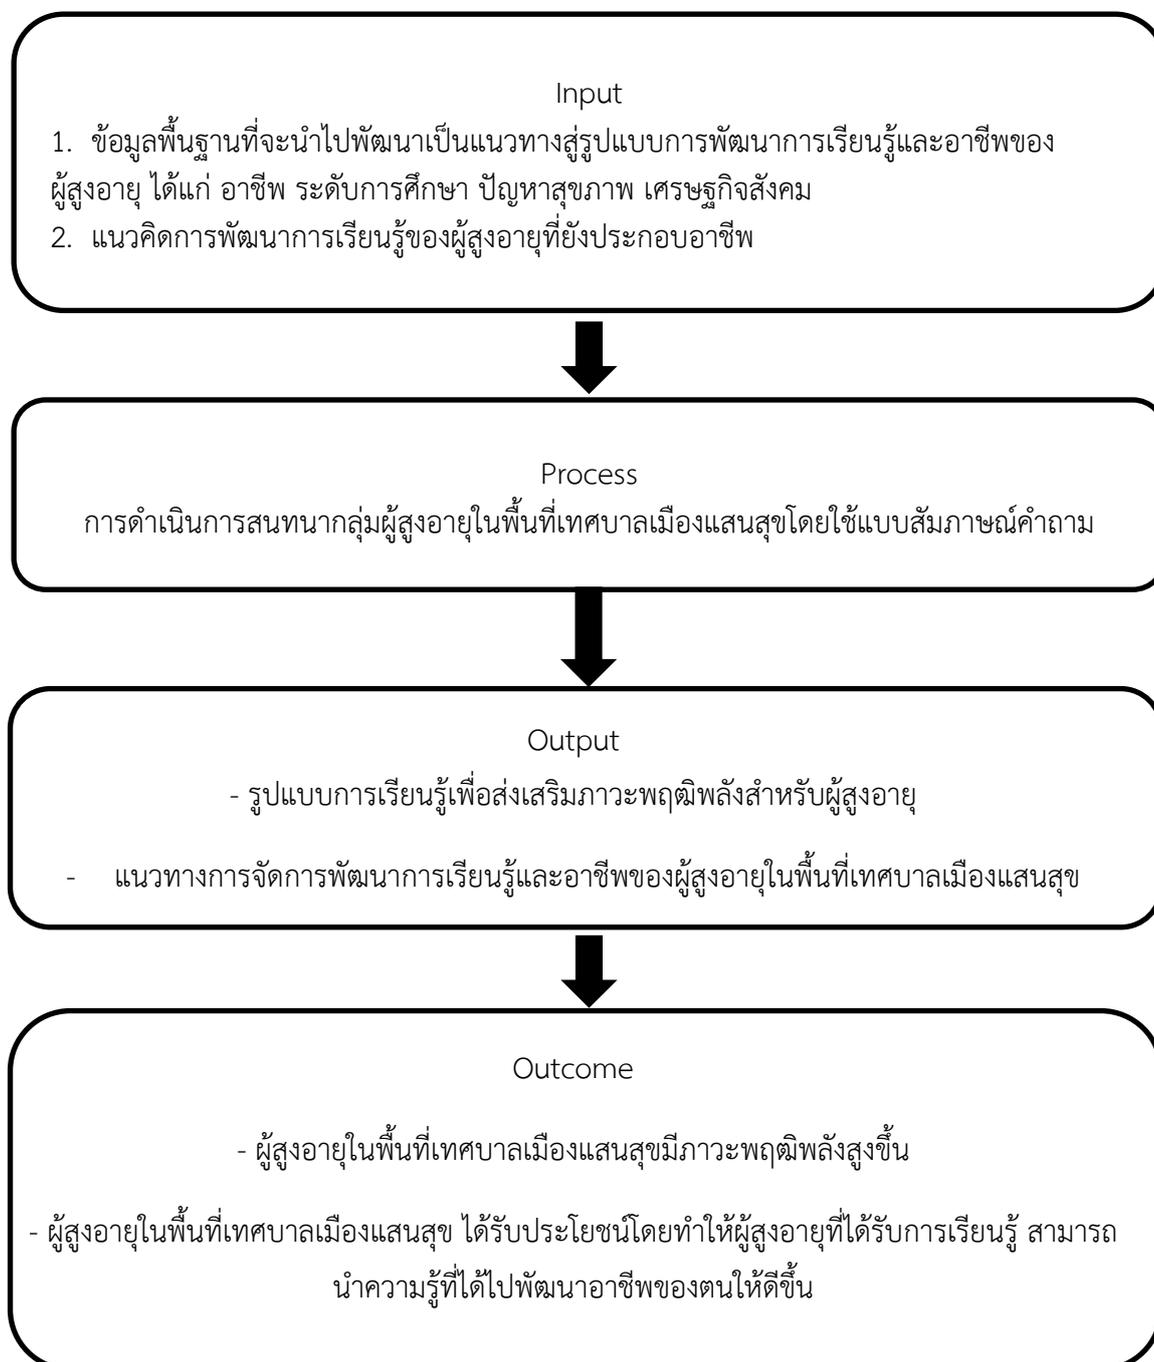 Input
1. ข้อมูลพื้นฐานที่จะนำไปพัฒนาเป็นแนวทางสู่รูปแบบการพัฒนาการเรียนรู้และอาชีพของ
ผู้สูงอายุ ได้แก่ อาชีพ ระดับการศึกษา ปัญหาสุขภาพ เศรษฐกิจสังคม
2. แนวคิดการพัฒนาการเรียนรู้ของผู้สูงอายุที่ยังประกอบอาชีพ
Process
การดำเนินการสนทนากลุ่มผู้สูงอายุในพื้นที่เทศบาลเมืองแสนสุขโดยใช้แบบสัมภาษณ์คำถาม
Output
- รูปแบบการเรียนรู้เพื่อส่งเสริมภาวะพฤฒิพลังสำหรับผู้สูงอายุ
- แนวทางการจัดการพัฒนาการเรียนรู้และอาชีพของผู้สูงอายุในพื้นที่เทศบาลเมืองแสนสุข
Outcome
- ผู้สูงอายุในพื้นที่เทศบาลเมืองแสนสุขมีภาวะพฤฒิพลังสูงขึ้น
- ผู้สูงอายุในพื้นที่เทศบาลเมืองแสนสุข ได้รับประโยชน์โดยทำให้ผู้สูงอายุที่ได้รับการเรียนรู้ สามารถ
นำความรู้ที่ได้ไปพัฒนาอาชีพของตนให้ดีขึ้น